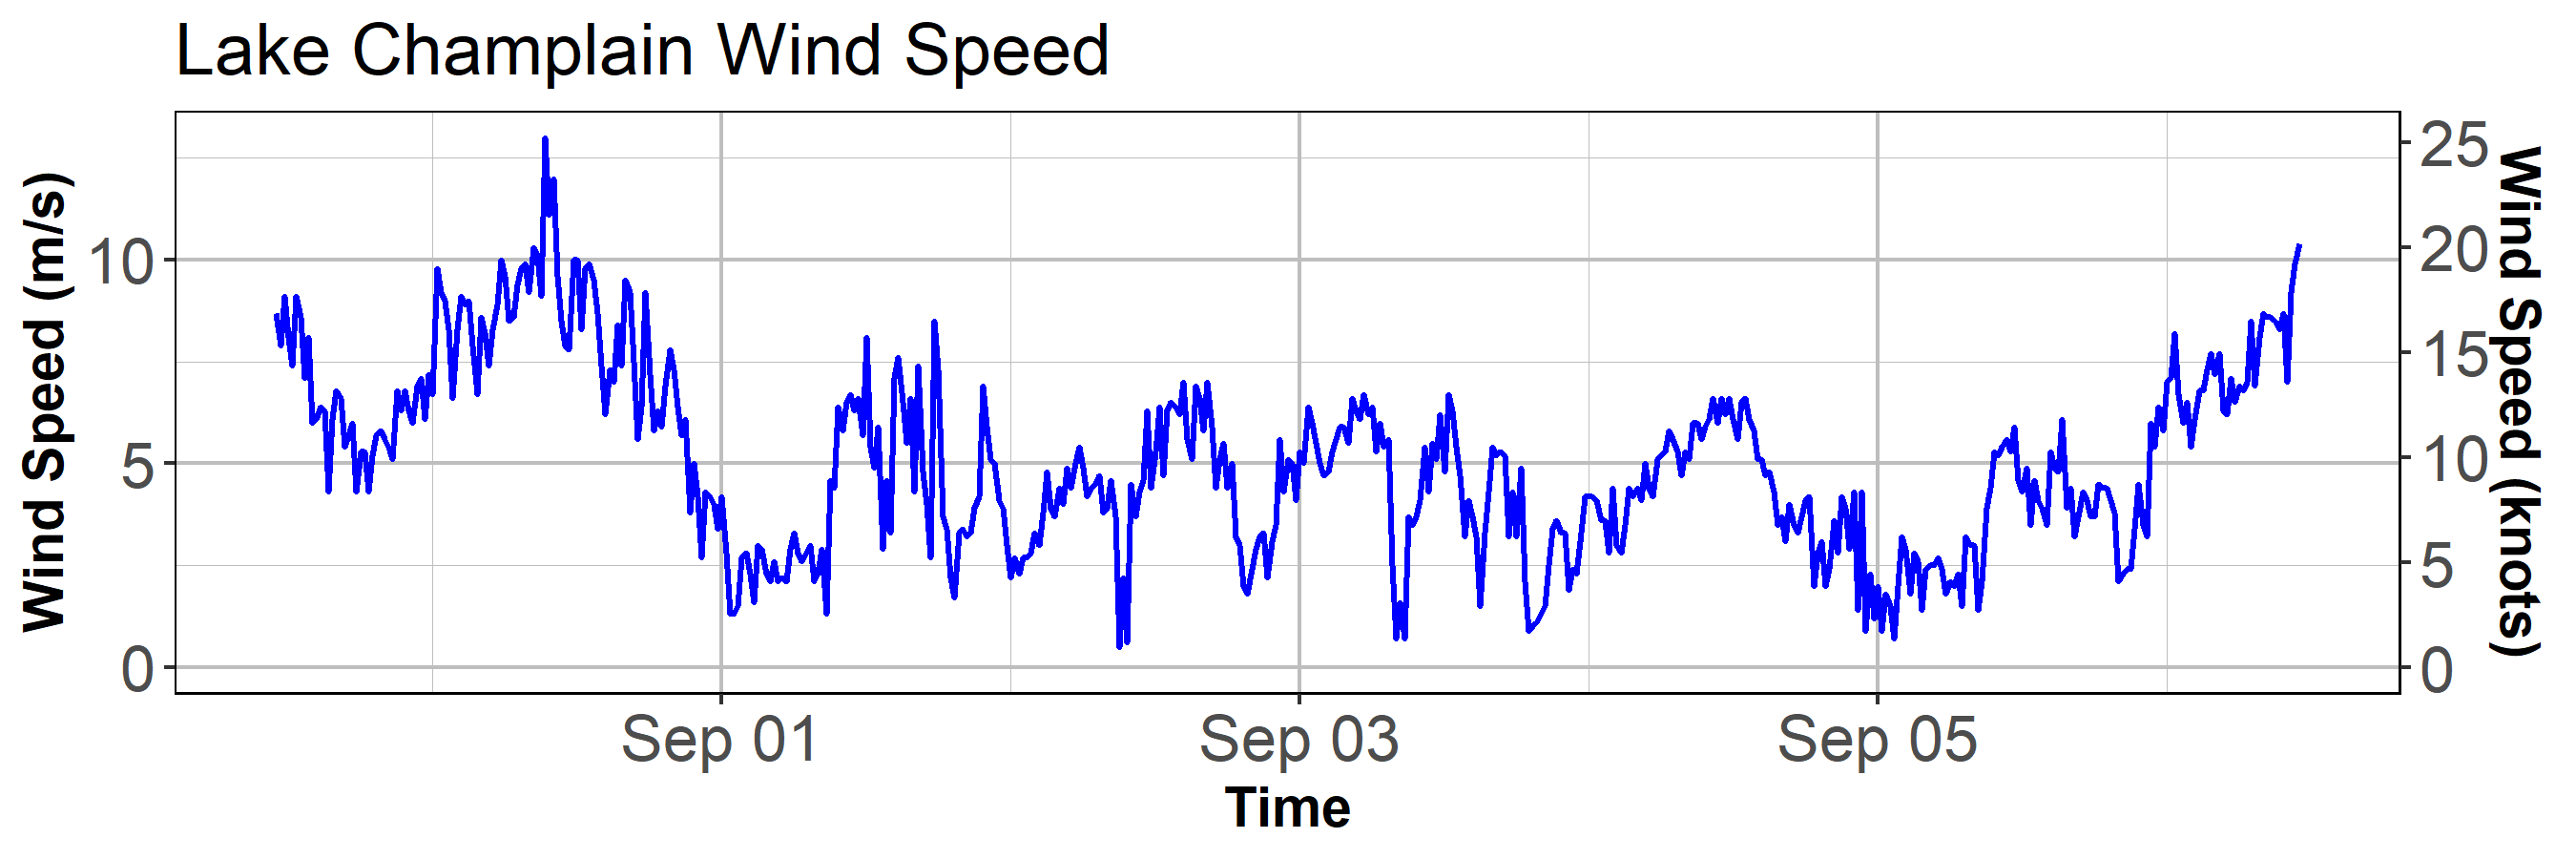 Lake Champlain Wind Speed
Wind Speed (m/s)
10
5
0
25
20
15
10
5
0
Wind Speed (knots)
Sep 01
Sep 03
Sep 05
Time